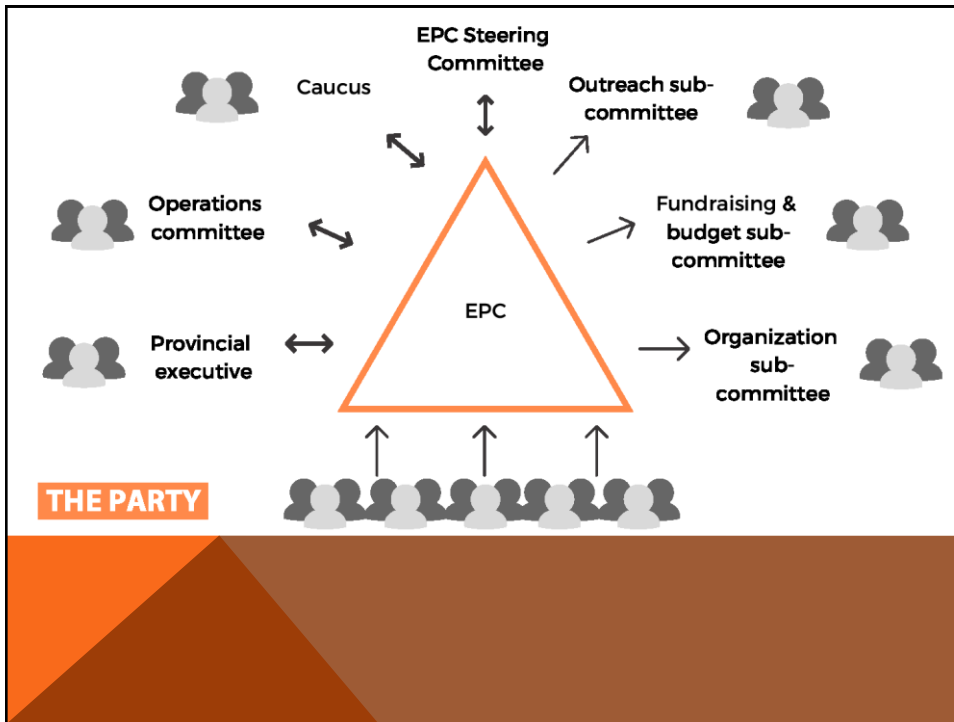 EPC Steering
Committee
Caucus
Outreach sub-
committee
Operations
committee
Fundraising &
budget sub-
committee
EPC
Provincial
executive
Organization
sub-
committee
THE PARTY